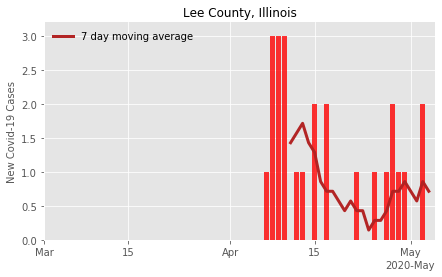 Lee County, Illinois
7 day moving average
New Covid-19 Cases
3.0
2.5
2.0
1.5
1.0
0.5
0.0
Mar 15 Apr 15 May
2020-May